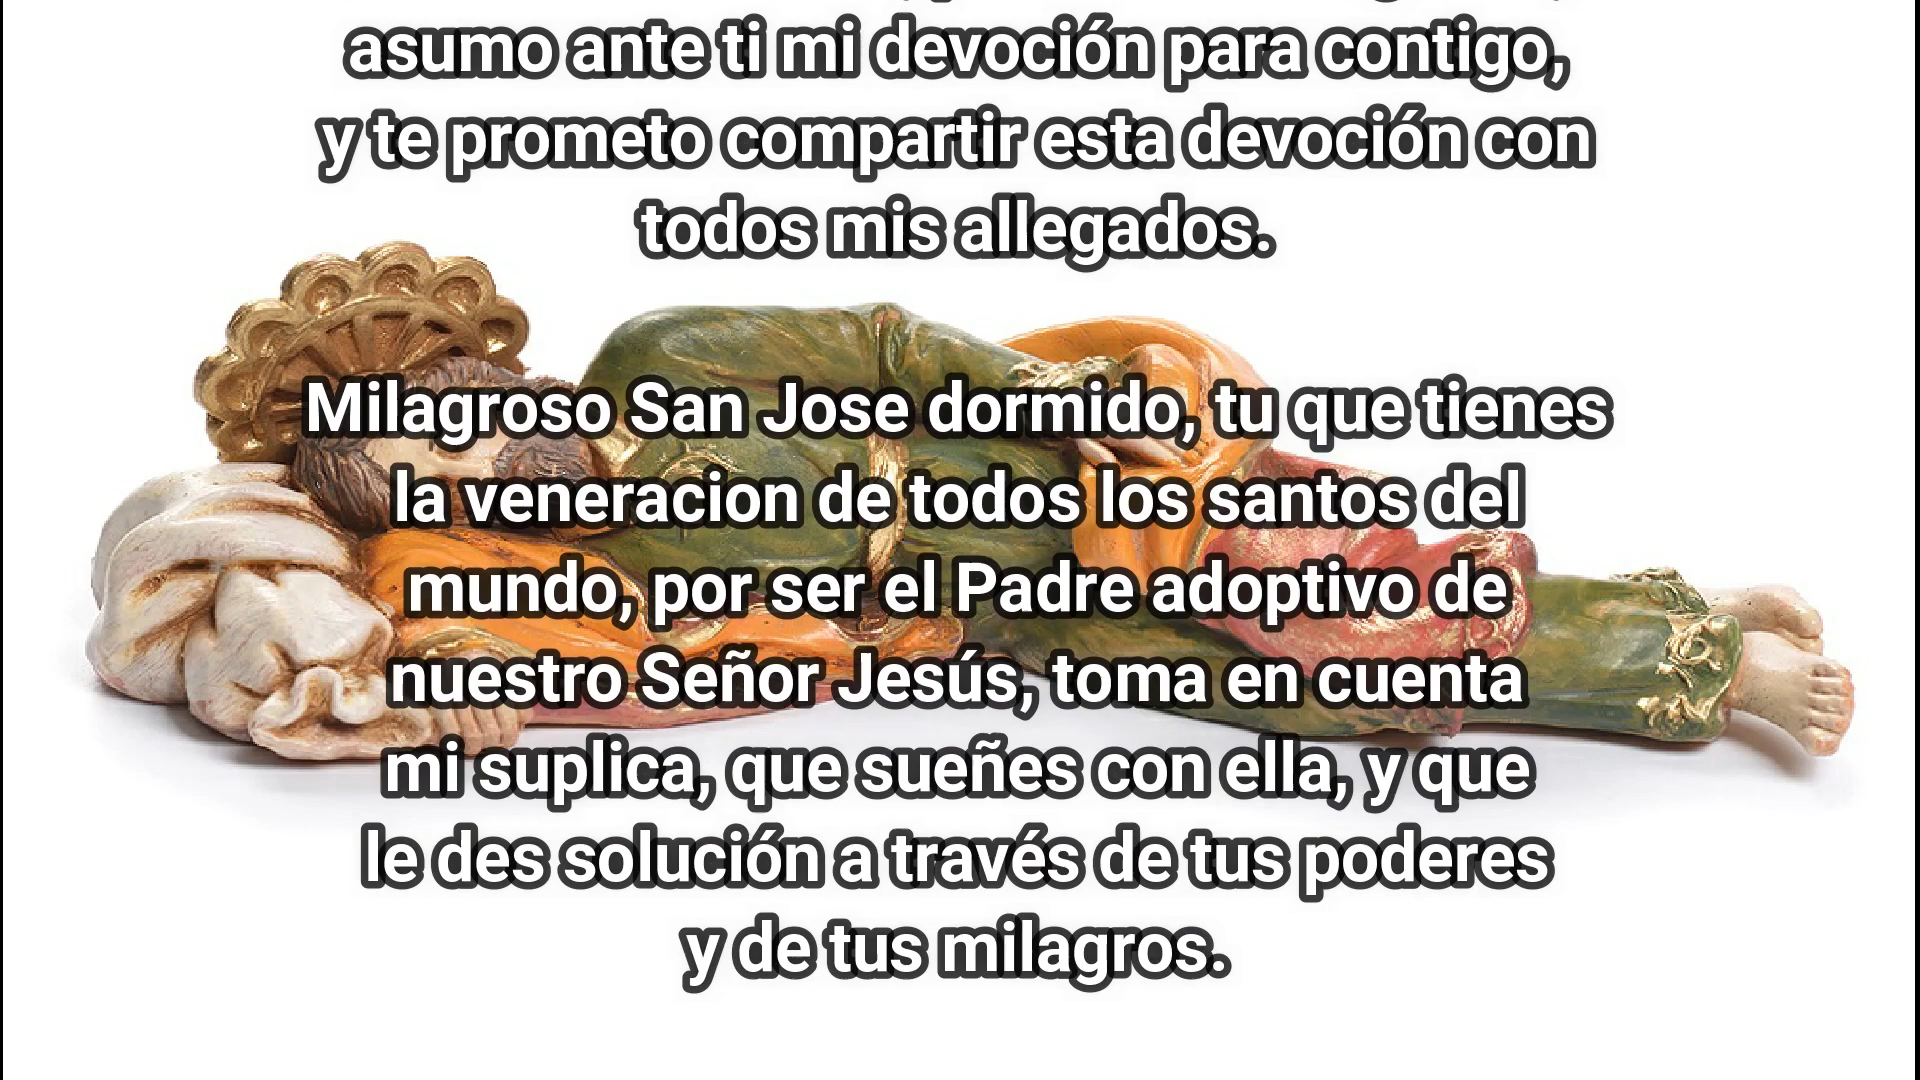 asumo ante ti mi devoción para contigo,
y te prometo compartir esta devoción con
todos mis allegados.
Milagroso San Jose dormido, tu que tienes
la veneracion de todos los santos del
mundo, por ser el Padre adoptivo de
nuestro Señor Jesús, toma en cuenta
mi suplica, que sueñes con ella, y que
le des solución a través de tus poderes
y de tus milagros.